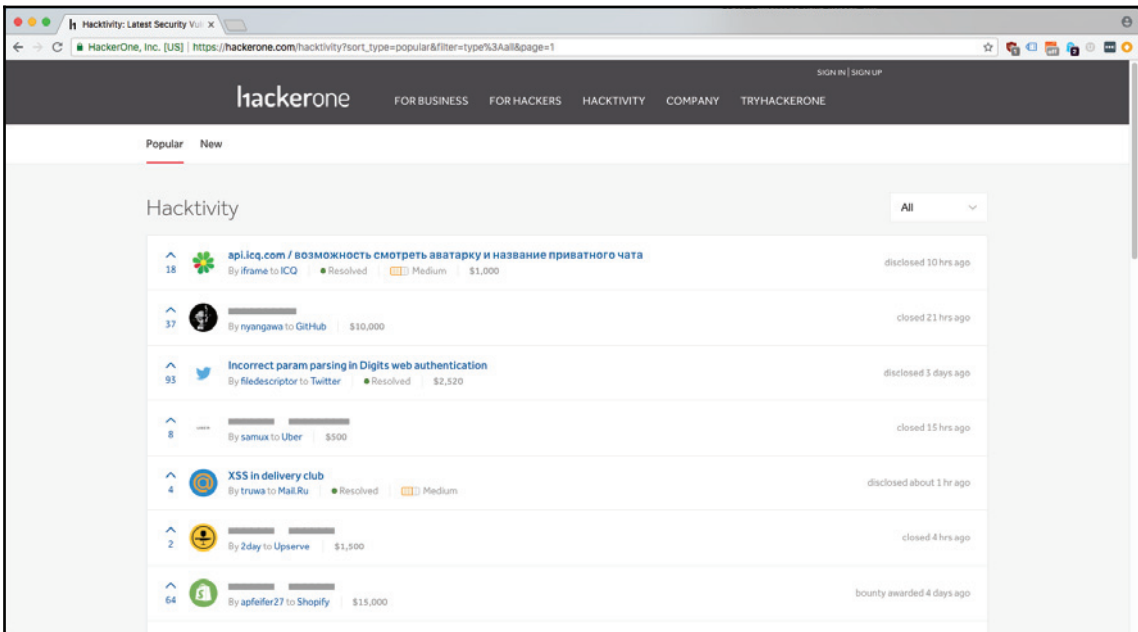 Hacktivity: Latest Security Vul
HackerOne, Inc. [US] | https://hackerone.com/hacktivity?sort_type=popular&filter=type%3Aall&page=1
SIGN IN | SIGN UP
hackerone FOR BUSINESS FOR HACKERS HACKTIVITY COMPANY TRYHACKERONE
Popular New
Hacktivity All
api.icq.com / возможность смотреть аватарку и название приватного чата
18 By iframe to ICQ Resolved Medium $1,000 disclosed 10 hrs ago
37 By nyangawa to GitHub $10,000 closed 21 hrs ago
Incorrect param parsing in Digits web authentication
93 By filedescriptor to Twitter Resolved $2,520 disclosed 3 days ago
8 By samux to Uber $500 closed 15 hrs ago
XSS in delivery club
4 By truwa to Mail.Ru Resolved Medium disclosed about 1 hr ago
2 By 2day to Upserve $1,500 closed 4 hrs ago
64 By apfeifer27 to Shopify $15,000 bounty awarded 4 days ago